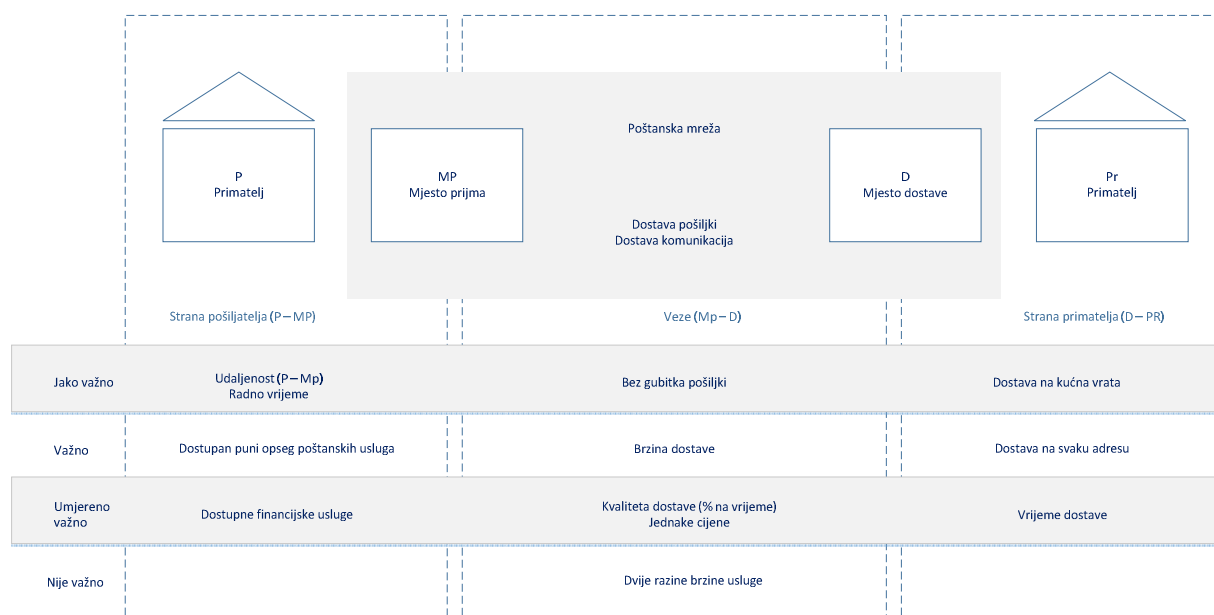 Poštanska mreža
P
Primatelj
MP
Mjesto prijma
D
Mjesto dostave
Pr
Primatelj
Dostava pošiljki
Dostava komunikacija
Strana pošiljatelja (P–MP)
Veze (Mp–D)
Strana primatelja (D–PR)
Jako važno
Udaljenost (P–Mp)
Radno vrijeme
Bez gubitka pošiljki
Dostava na kućna vrata
Važno
Dostupan puni opseg poštanskih usluga
Brzina dostave
Dostava na svaku adresu
Umjereno
važno
Dostupne financijske usluge
Kvaliteta dostave (% na vrijeme)
Jednake cijene
Vrijeme dostave
Nije važno
Dvije razine brzine usluge